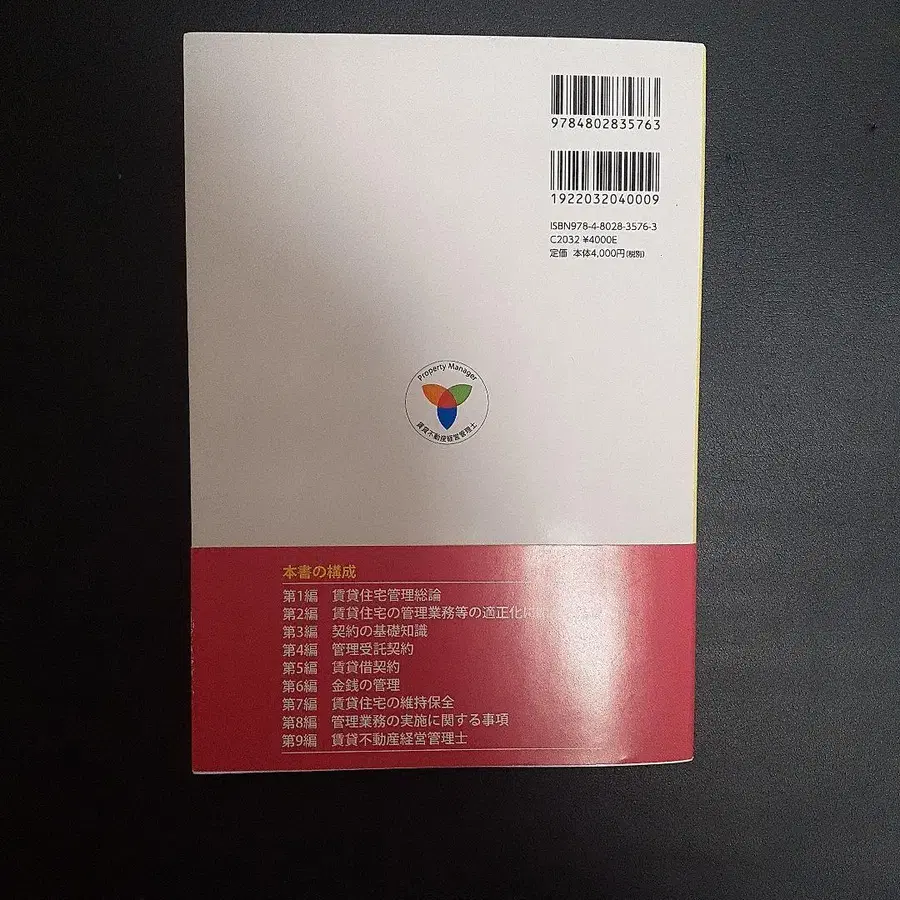 9784802835763
1922032040009
ISBN978-4-8028-3576-3
C2032 ¥4000E
定価 本体4,000円(税別)
Property Manager
賃貸不動産経営管理士
本書の構成
第1編 賃貸住宅管理総論
第2編 賃貸住宅の管理業務等の適正化に
第3編 契約の基礎知識
第4編 管理受託契約
第5編 賃貸借契約
第6編 金銭の管理
第7編 賃貸住宅の維持保全
第8編 管理業務の実施に関する事項
第9編 賃貸不動産経営管理士